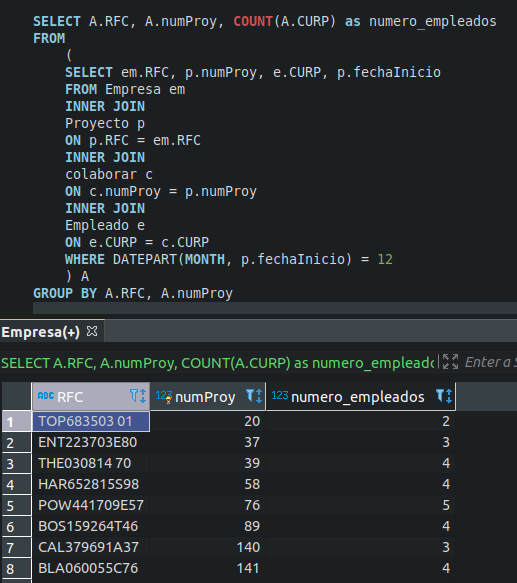 SELECT A.RFC, A.numProy, COUNT(A.CURP) as numero_empleados
FROM
(
SELECT em.RFC, p.numProy, e.CURP, p.fechaInicio
FROM Empresa em
INNER JOIN
Proyecto p
ON p.RFC = em.RFC
INNER JOIN
colaborar c
ON c.numProy = p.numProy
INNER JOIN
Empleado e
ON e.CURP = c.CURP
WHERE DATEPART(MONTH, p.fechaInicio) = 12
) A
GROUP BY A.RFC, A.numProy
Empresa(+)
SELECT A.RFC, A.numProy, COUNT(A.CURP) as numero_empleado Enter a S
ABC RFC 123 numProy 123 numero_empleados
1 TOP683503 01 20 2
2 ENT223703E80 37 3
3 THE030814 70 39 4
4 HAR652815S98 58 4
5 POW441709E57 76 5
6 BOS159264T46 89 4
7 CAL379691A37 140 3
8 BLA060055C76 141 4